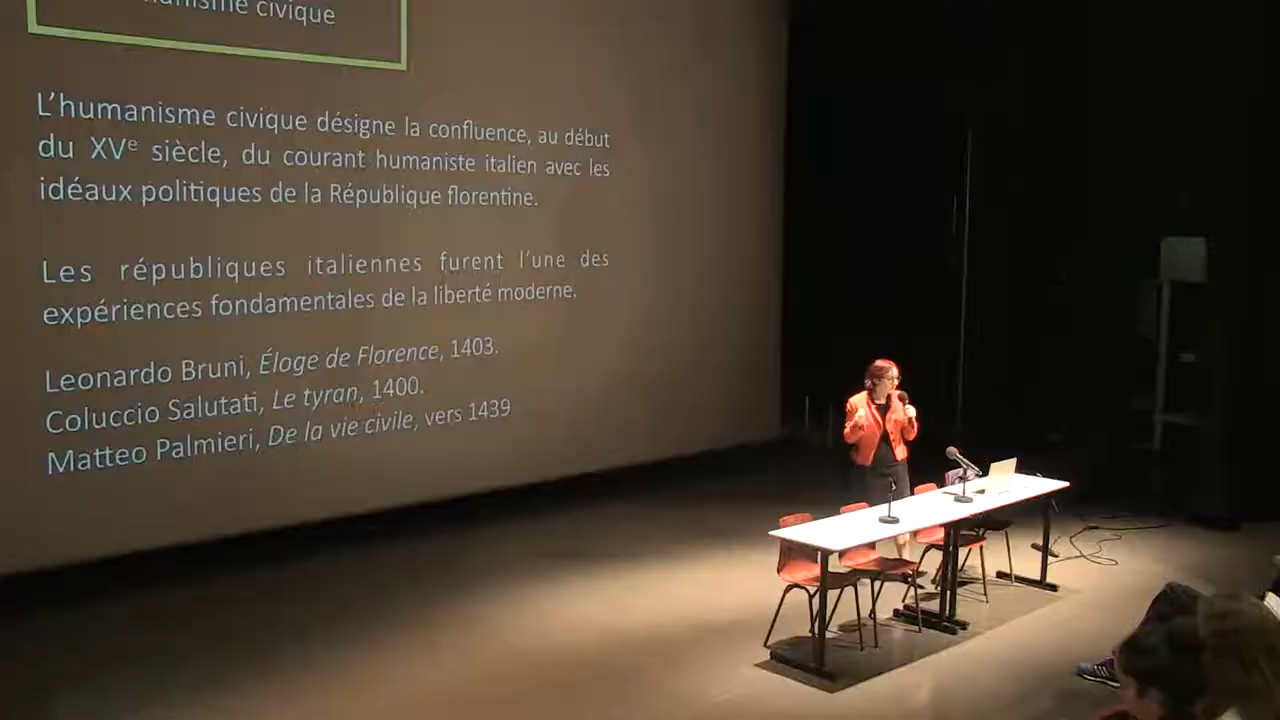 humanisme civique
L’humanisme civique désigne la confluence, au début
du XVe siècle, du courant humaniste italien avec les
idéaux politiques de la République florentine.
Les républiques italiennes furent l’une des
expériences fondamentales de la liberté moderne.
Leonardo Bruni, Éloge de Florence, 1403.
Coluccio Salutati, Le tyran, 1400.
Matteo Palmieri, De la vie civile, vers 1439